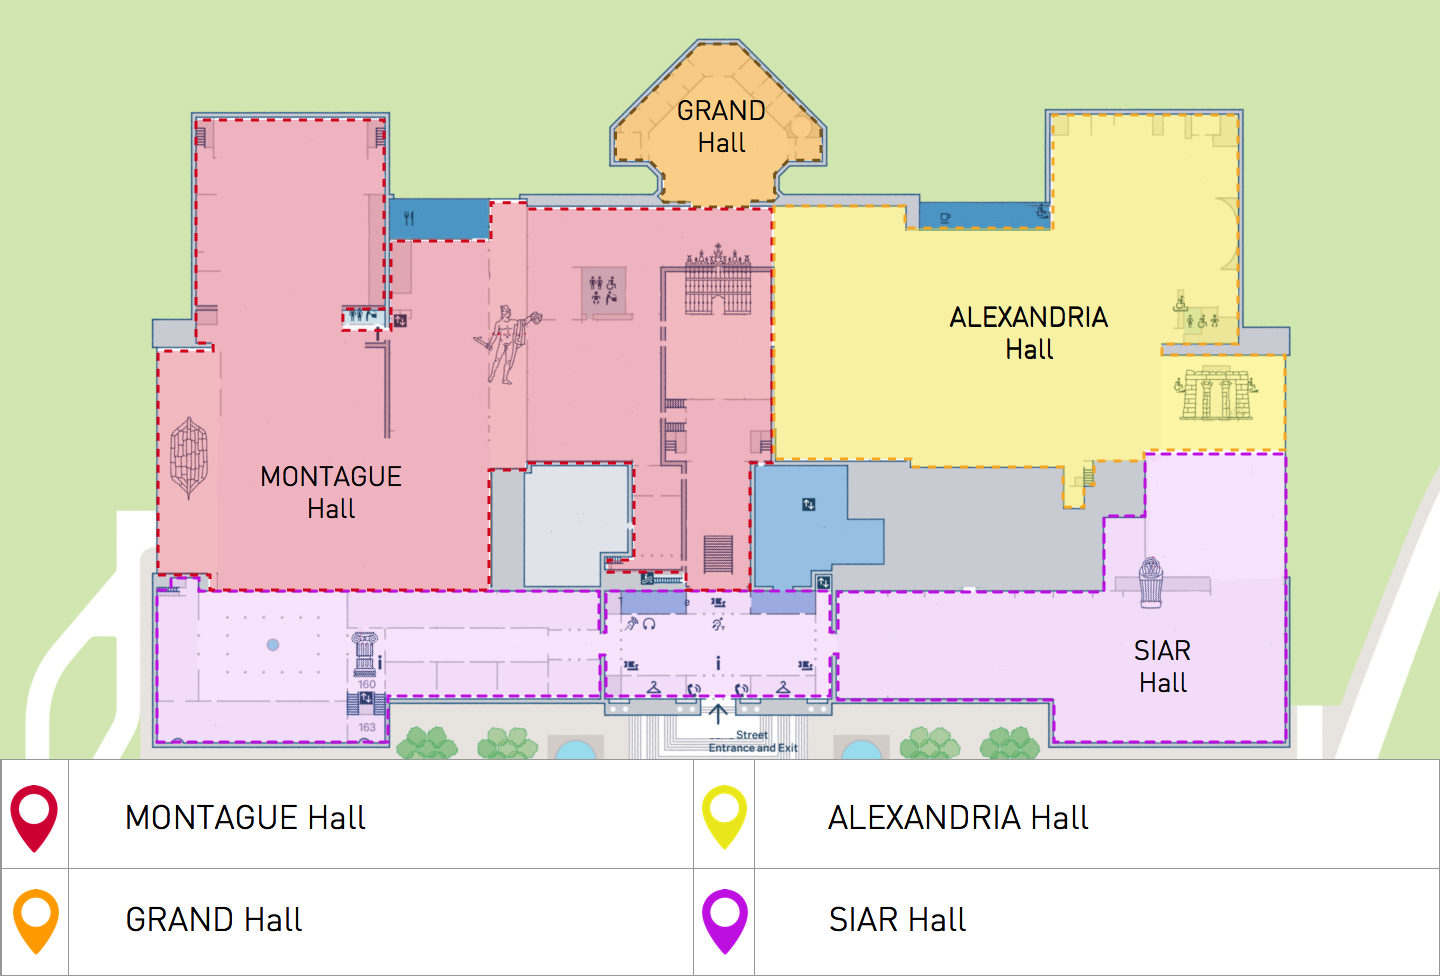 GRAND
Hall
ALEXANDRIA
Hall
MONTAGUE
Hall
SIAR
Hall
i
i
160
163
Street
Entrance and Exit
MONTAGUE Hall
ALEXANDRIA Hall
GRAND Hall
SIAR Hall